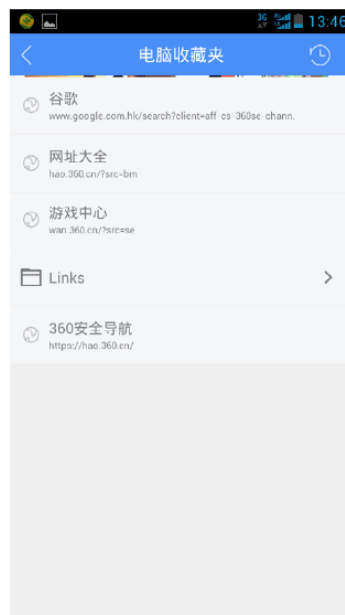 3G
13:46
电脑收藏夹
谷歌
www.google.com.hk/search?client=aff-cs-360se-chann.
网址大全
hao.360.cn/?src=bm
游戏中心
wan.360.cn/?src=se
Links
360安全导航
https://hao.360.cn/